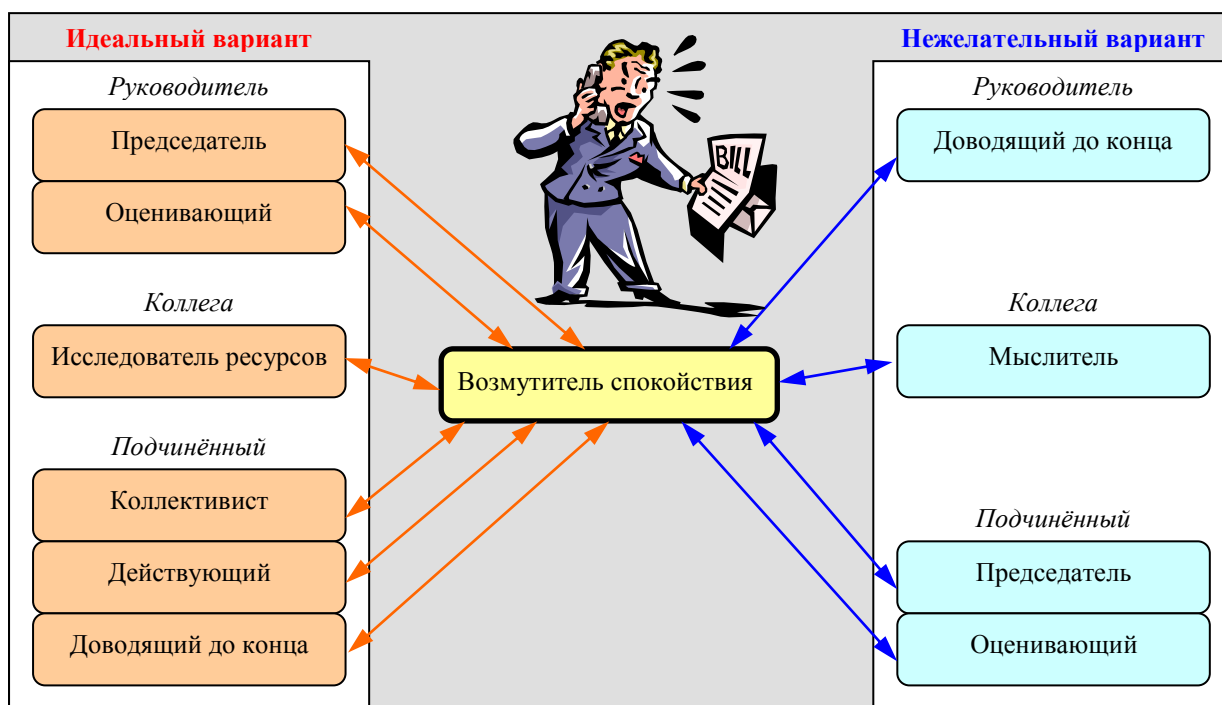 Идеальный вариант
Руководитель
Председатель
Оценивающий
Коллега
Исследователь ресурсов
Подчинённый
Коллективист
Действующий
Доводящий до конца
BILL
Возмутитель спокойствия
Нежелательный вариант
Руководитель
Доводящий до конца
Коллега
Мыслитель
Подчинённый
Председатель
Оценивающий